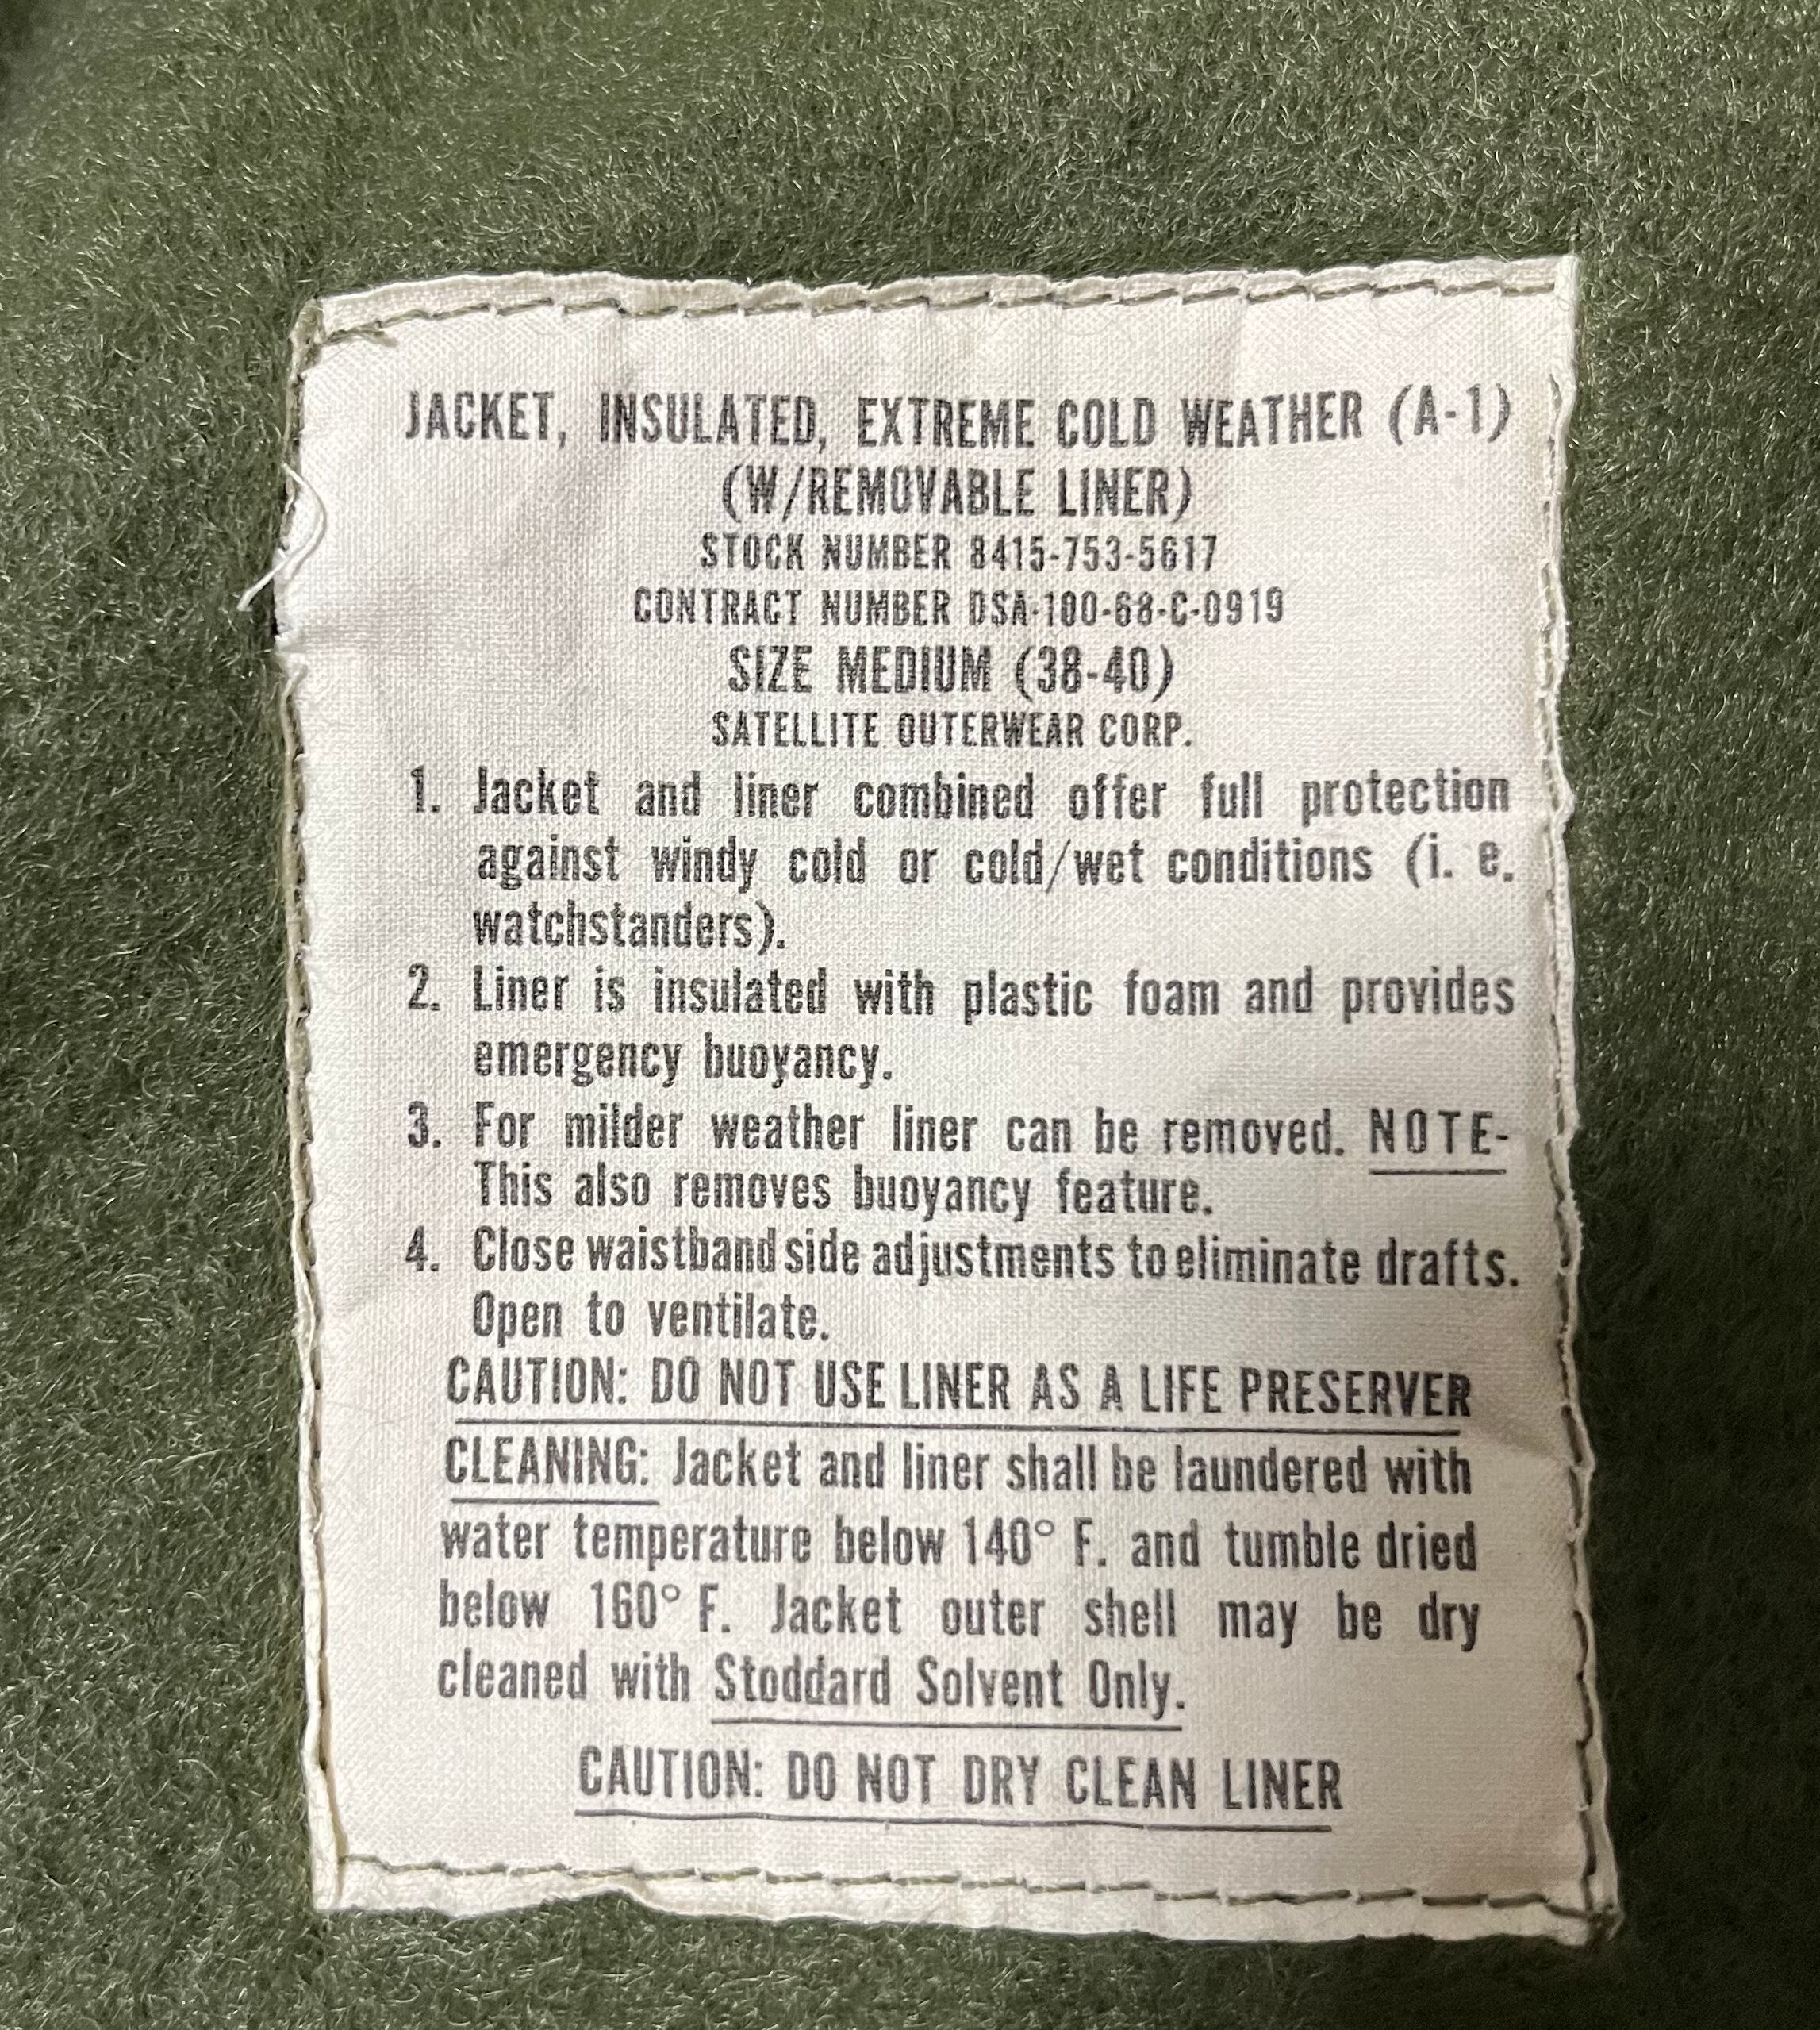 JACKET, INSULATED, EXTREME COLD WEATHER (A-1)
(W/REMOVABLE LINER)
STOCK NUMBER 8415-753-5617
CONTRACT NUMBER DSA-100-68-C-0919
SIZE MEDIUM (38-40)
SATELLITE OUTERWEAR CORP.
1. Jacket and liner combined offer full protection
against windy cold or cold/wet conditions (i. e.
watchstanders).
2. Liner is insulated with plastic foam and provides
emergency buoyancy.
3. For milder weather liner can be removed. NOTE-
This also removes buoyancy feature.
4. Close waistband side adjustments to eliminate drafts.
Open to ventilate.
CAUTION: DO NOT USE LINER AS A LIFE PRESERVER
CLEANING: Jacket and liner shall be laundered with
water temperature below 140° F. and tumble dried
below 160° F. Jacket outer shell may be dry
cleaned with Stoddard Solvent Only.
CAUTION: DO NOT DRY CLEAN LINER